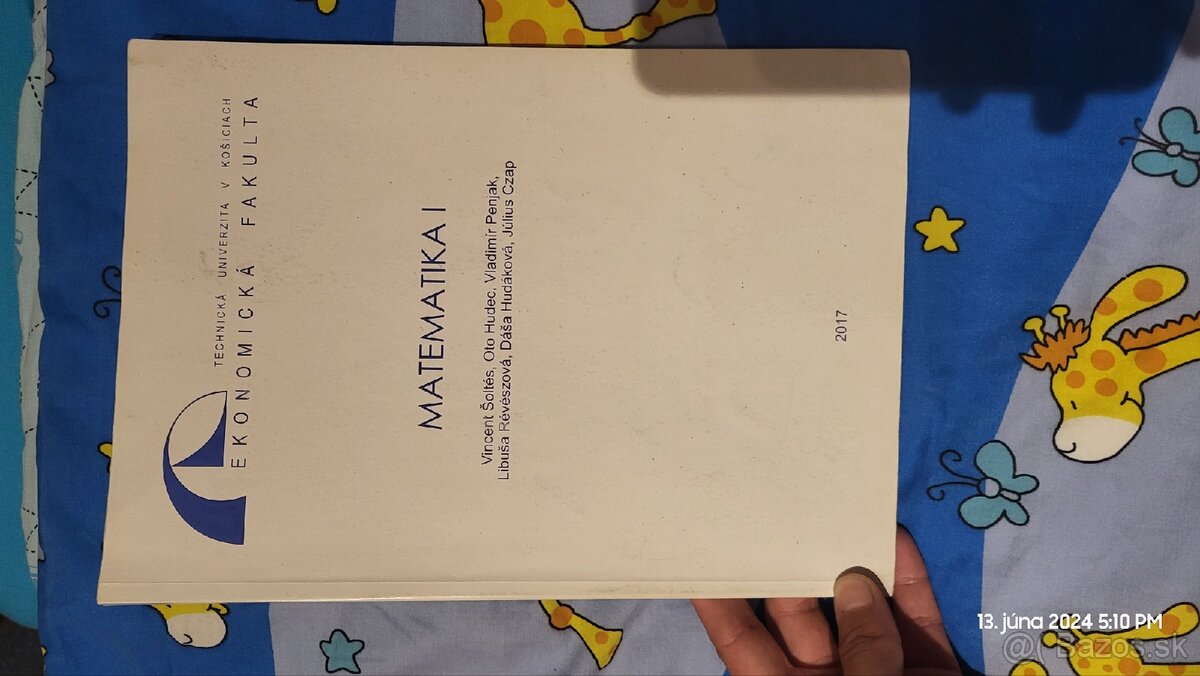 TECHNICKÁ UNIVERZITA V KOŠICIACH
EKONOMICKÁ FAKULTA
MATEMATIKA I
Vincent Šoltés, Oto Hudec, Vladimír Penjak,
Libuša Révészová, Dáša Hudáková, Július Czap
2017
13. júna 2024 5:10 PM
Bazos.sk